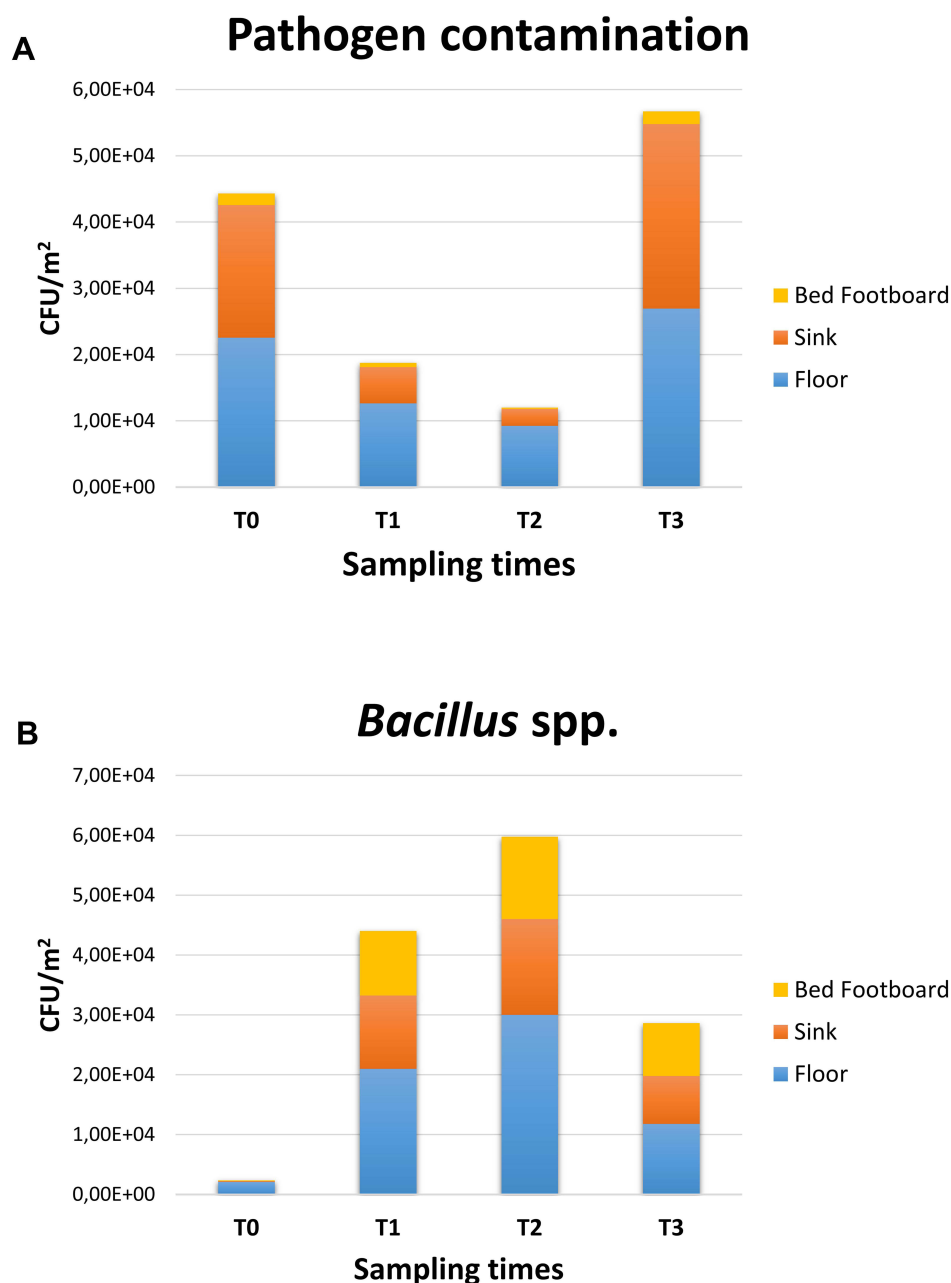 A
Pathogen contamination
6,00E+04
5,00E+04
4,00E+04
3,00E+04
2,00E+04
1,00E+04
0,00E+00
CFU/m²
T0 T1 T2 T3
Sampling times
Bed Footboard
Sink
Floor
B
Bacillus spp.
7,00E+04
6,00E+04
5,00E+04
4,00E+04
3,00E+04
2,00E+04
1,00E+04
0,00E+00
CFU/m²
T0 T1 T2 T3
Sampling times
Bed Footboard
Sink
Floor